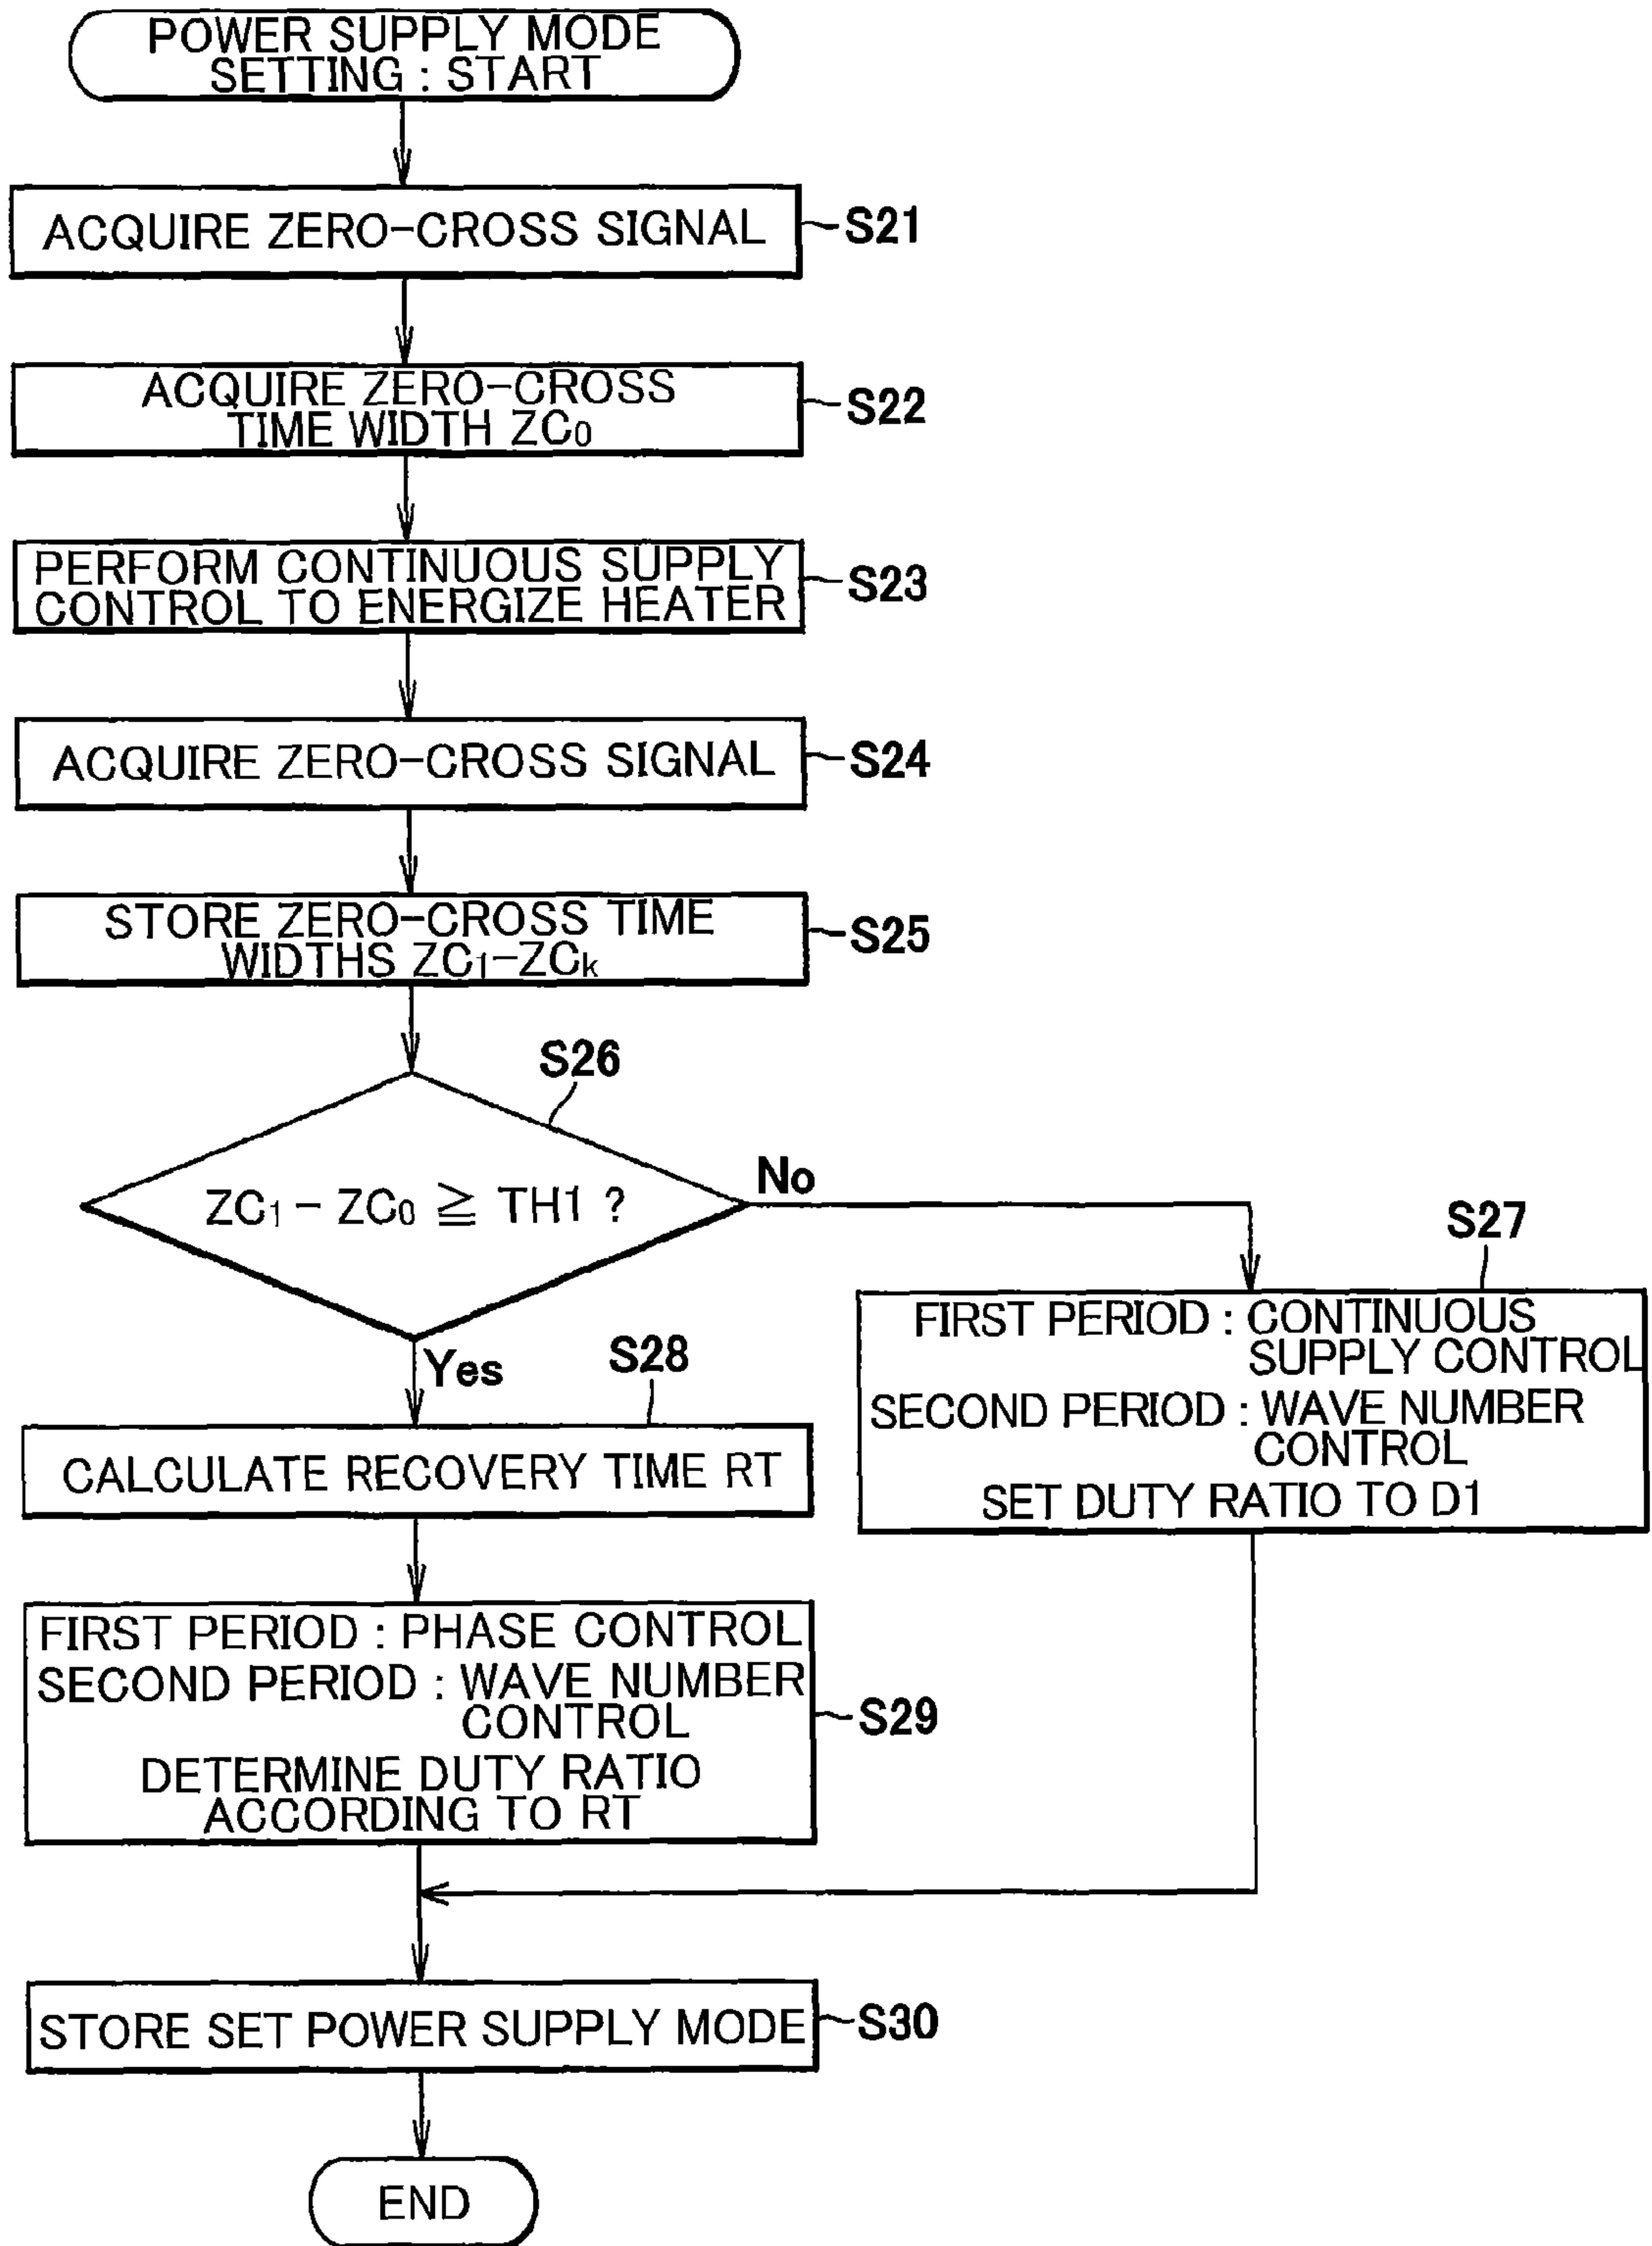 POWER SUPPLY MODE
SETTING : START
ACQUIRE ZERO-CROSS SIGNAL
S21
ACQUIRE ZERO-CROSS
TIME WIDTH ZC₀
S22
PERFORM CONTINUOUS SUPPLY
CONTROL TO ENERGIZE HEATER
S23
ACQUIRE ZERO-CROSS SIGNAL
S24
STORE ZERO-CROSS TIME
WIDTHS ZC₁-ZCₖ
S25
S26
ZC₁ - ZC₀ ≧ TH1 ?
No
Yes
S27
FIRST PERIOD : CONTINUOUS
SUPPLY CONTROL
SECOND PERIOD : WAVE NUMBER
CONTROL
SET DUTY RATIO TO D1
S28
CALCULATE RECOVERY TIME RT
FIRST PERIOD : PHASE CONTROL
SECOND PERIOD : WAVE NUMBER
CONTROL
DETERMINE DUTY RATIO
ACCORDING TO RT
S29
STORE SET POWER SUPPLY MODE
S30
END